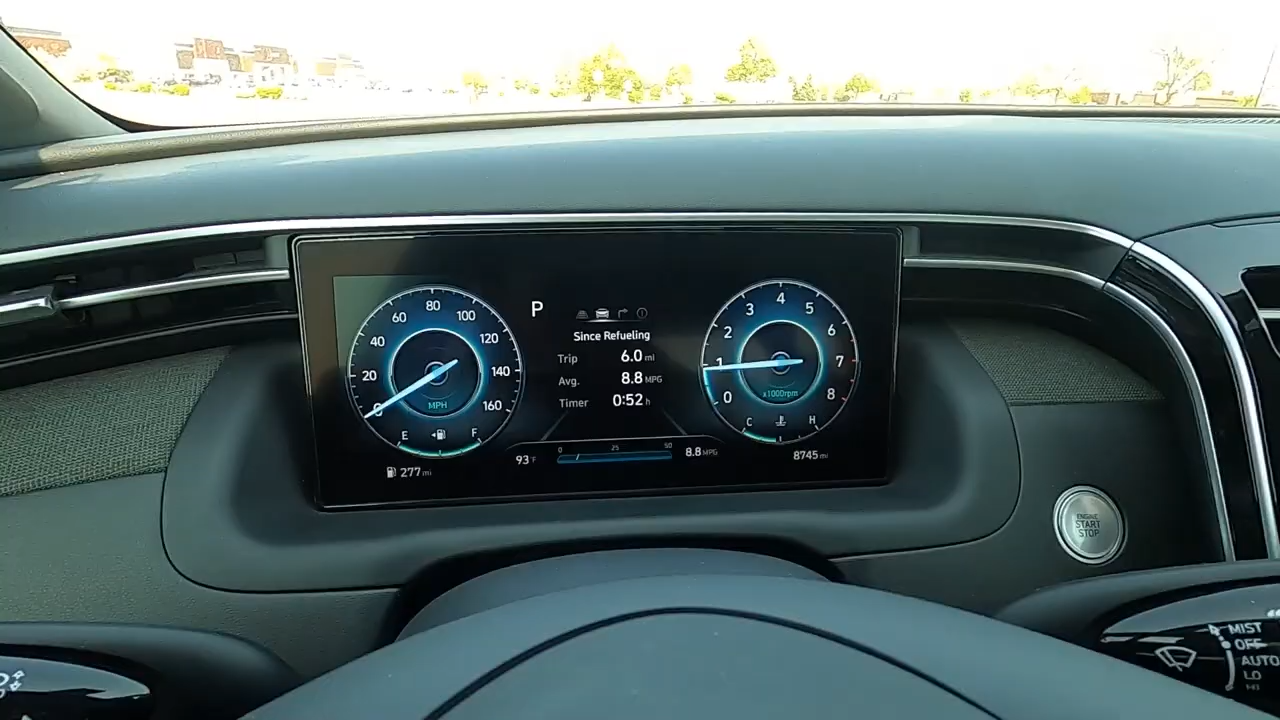 P
Since Refueling
Trip 6.0 mi
Avg. 8.8 MPG
Timer 0:52 h
0 20 40 60 80 100 120 140 160
MPH
E F
277 mi
93°F
0 25 50
8.8 MPG
0 1 2 3 4 5 6 7 8
x1000rpm
C H
8745 mi
ENGINE
START
STOP
MIST
OFF
AUTO
LO
HI